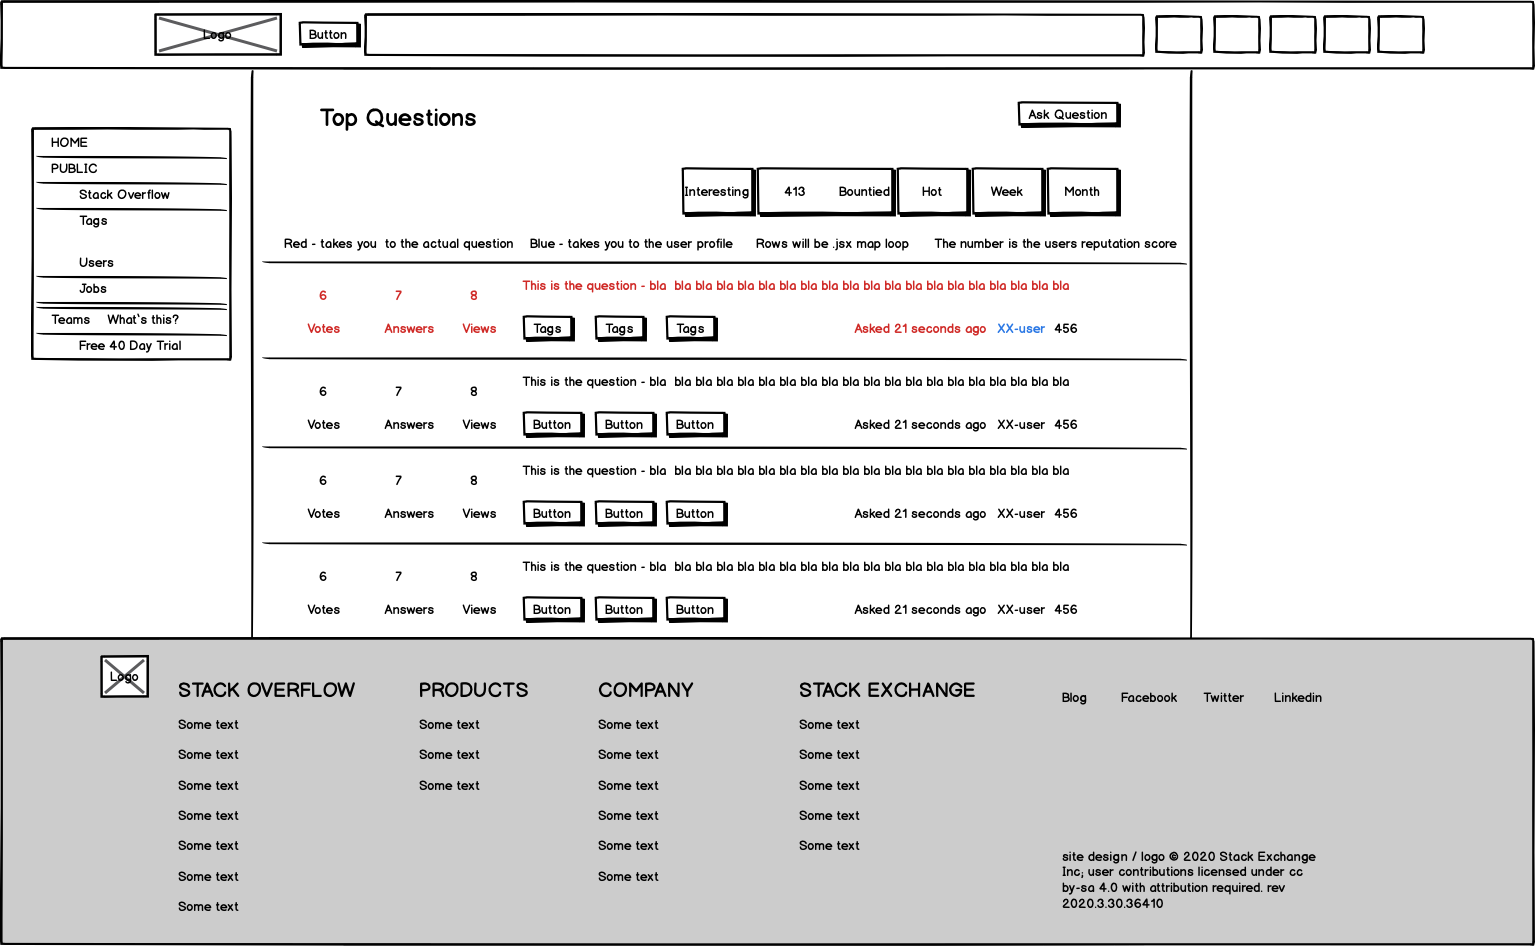 Logo Button
Top Questions
Ask Question
HOME
PUBLIC
Stack Overflow
Tags
Users
Jobs
Teams What's this?
Free 40 Day Trial
Interesting 413 Bountied Hot Week Month
Red - takes you to the actual question Blue - takes you to the user profile Rows will be .jsx map loop The number is the users reputation score
This is the question - bla bla bla bla bla bla bla bla bla bla bla bla bla bla bla bla bla bla bla bla
6 7 8
Votes Answers Views Tags Tags Tags Asked 21 seconds ago XX-user 456
This is the question - bla bla bla bla bla bla bla bla bla bla bla bla bla bla bla bla bla bla bla bla
6 7 8
Votes Answers Views Button Button Button Asked 21 seconds ago XX-user 456
This is the question - bla bla bla bla bla bla bla bla bla bla bla bla bla bla bla bla bla bla bla bla
6 7 8
Votes Answers Views Button Button Button Asked 21 seconds ago XX-user 456
This is the question - bla bla bla bla bla bla bla bla bla bla bla bla bla bla bla bla bla bla bla bla
6 7 8
Votes Answers Views Button Button Button Asked 21 seconds ago XX-user 456
Logo
STACK OVERFLOW
Some text
Some text
Some text
Some text
Some text
Some text
Some text
PRODUCTS
Some text
Some text
Some text
COMPANY
Some text
Some text
Some text
Some text
Some text
Some text
STACK EXCHANGE
Some text
Some text
Some text
Some text
Some text
Blog Facebook Twitter Linkedin
site design / logo © 2020 Stack Exchange
Inc; user contributions licensed under cc
by-sa 4.0 with attribution required. rev
2020.3.30.36410